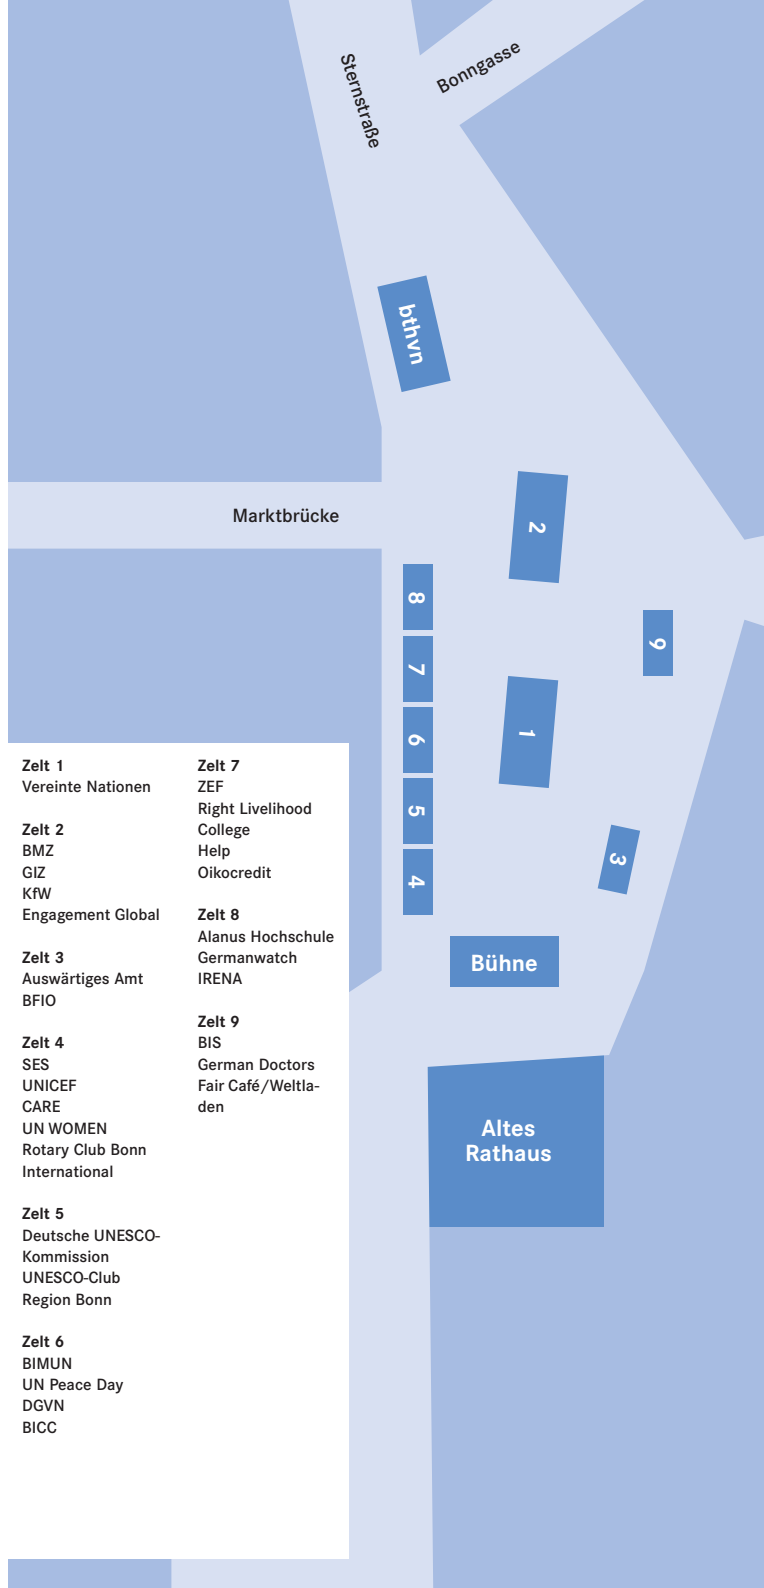 Sternstraße
Bonngasse
bthvn
Marktbrücke
2
8
9
7
1
6
5
3
4
Bühne
Altes
Rathaus
Zelt 1
Vereinte Nationen
Zelt 2
BMZ
GIZ
KfW
Engagement Global
Zelt 3
Auswärtiges Amt
BFIO
Zelt 4
SES
UNICEF
CARE
UN WOMEN
Rotary Club Bonn
International
Zelt 5
Deutsche UNESCO-
Kommission
UNESCO-Club
Region Bonn
Zelt 6
BIMUN
UN Peace Day
DGVN
BICC
Zelt 7
ZEF
Right Livelihood
College
Help
Oikocredit
Zelt 8
Alanus Hochschule
Germanwatch
IRENA
Zelt 9
BIS
German Doctors
Fair Café/Weltla-
den